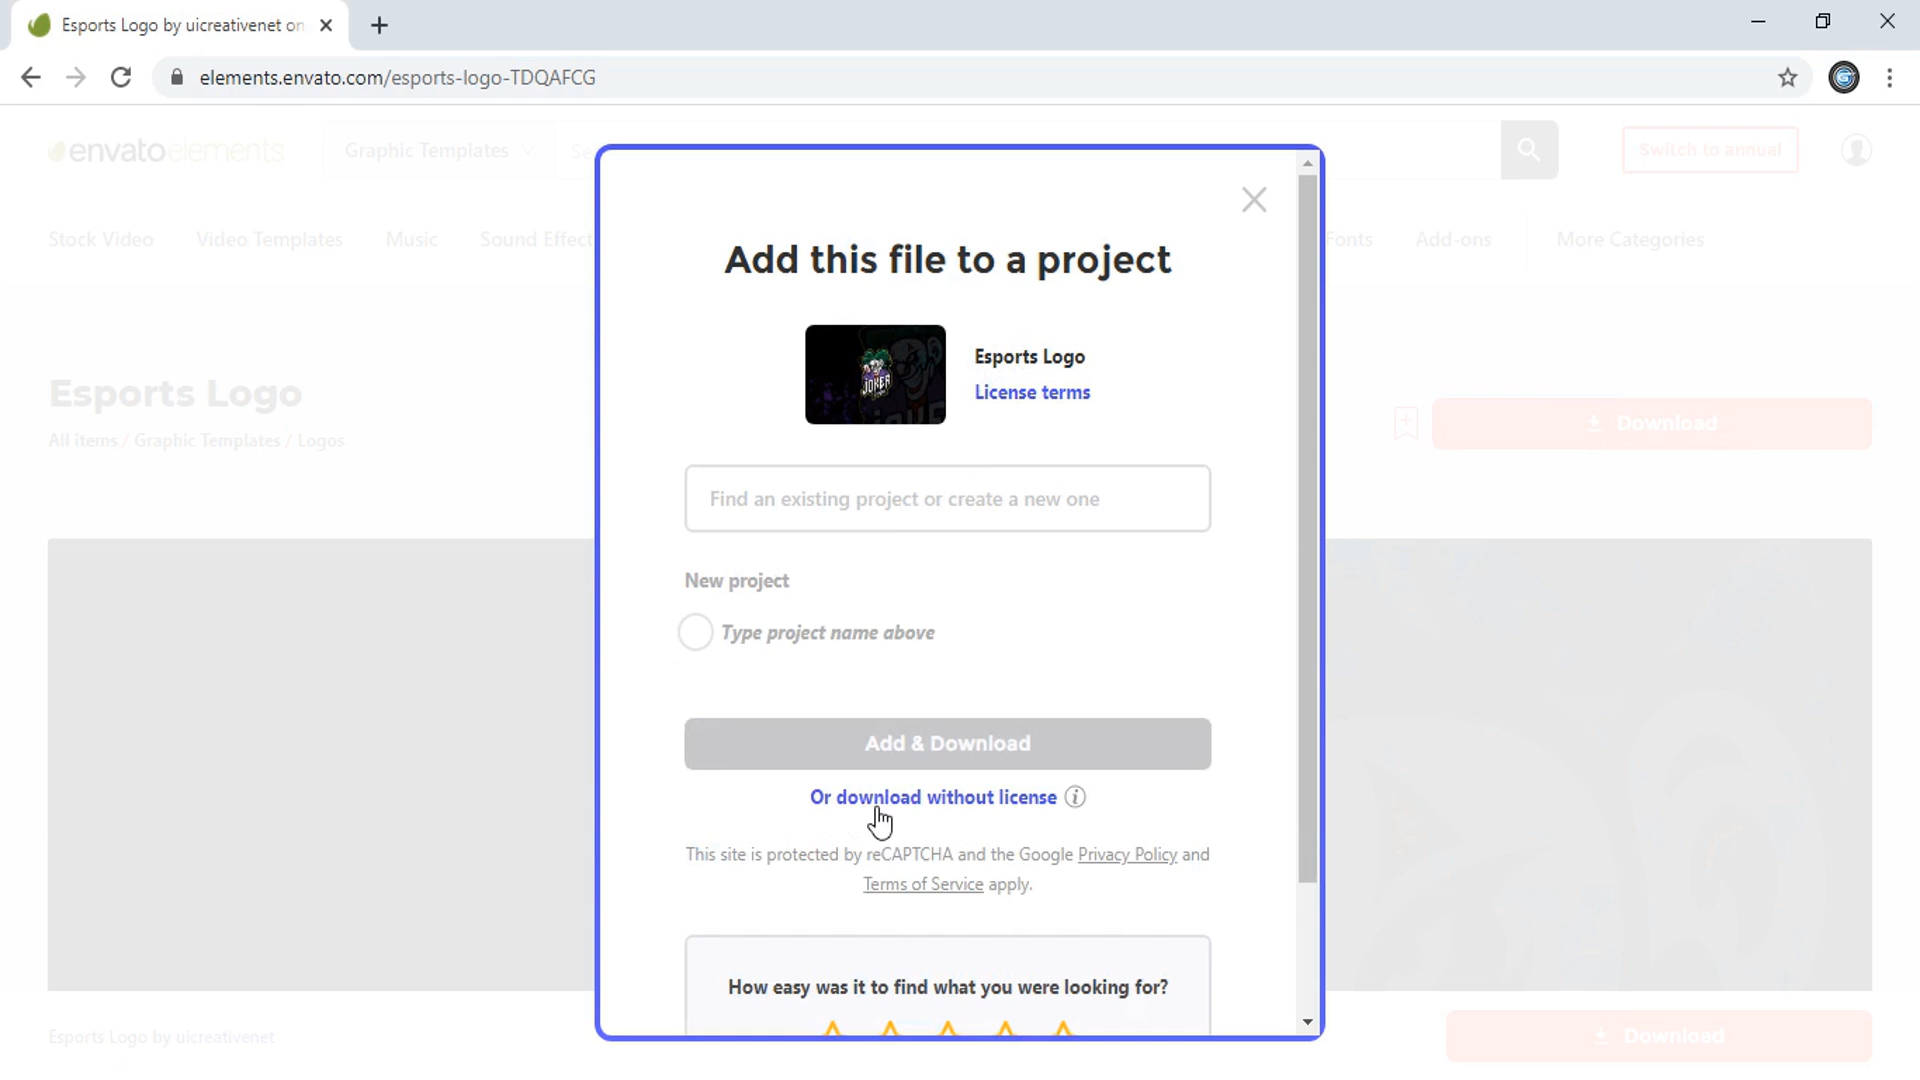 Esports Logo by uicreativenet on
elements.envato.com/esports-logo-TDQAFCG
envatoelements
Graphic Templates
Se
Switch to annual
Stock Video
Video Templates
Music
Sound Effect
Fonts
Add-ons
More Categories
Add this file to a project
JOKER
Esports Logo
License terms
Esports Logo
All items / Graphic Templates / Logos
Download
Find an existing project or create a new one
New project
Type project name above
Add & Download
Or download without license
This site is protected by reCAPTCHA and the Google Privacy Policy and
Terms of Service apply.
How easy was it to find what you were looking for?
Esports Logo by uicreativenet
Download